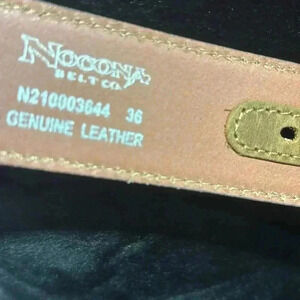 NOCONA
BELT CO.
N210003644 36
GENUINE LEATHER